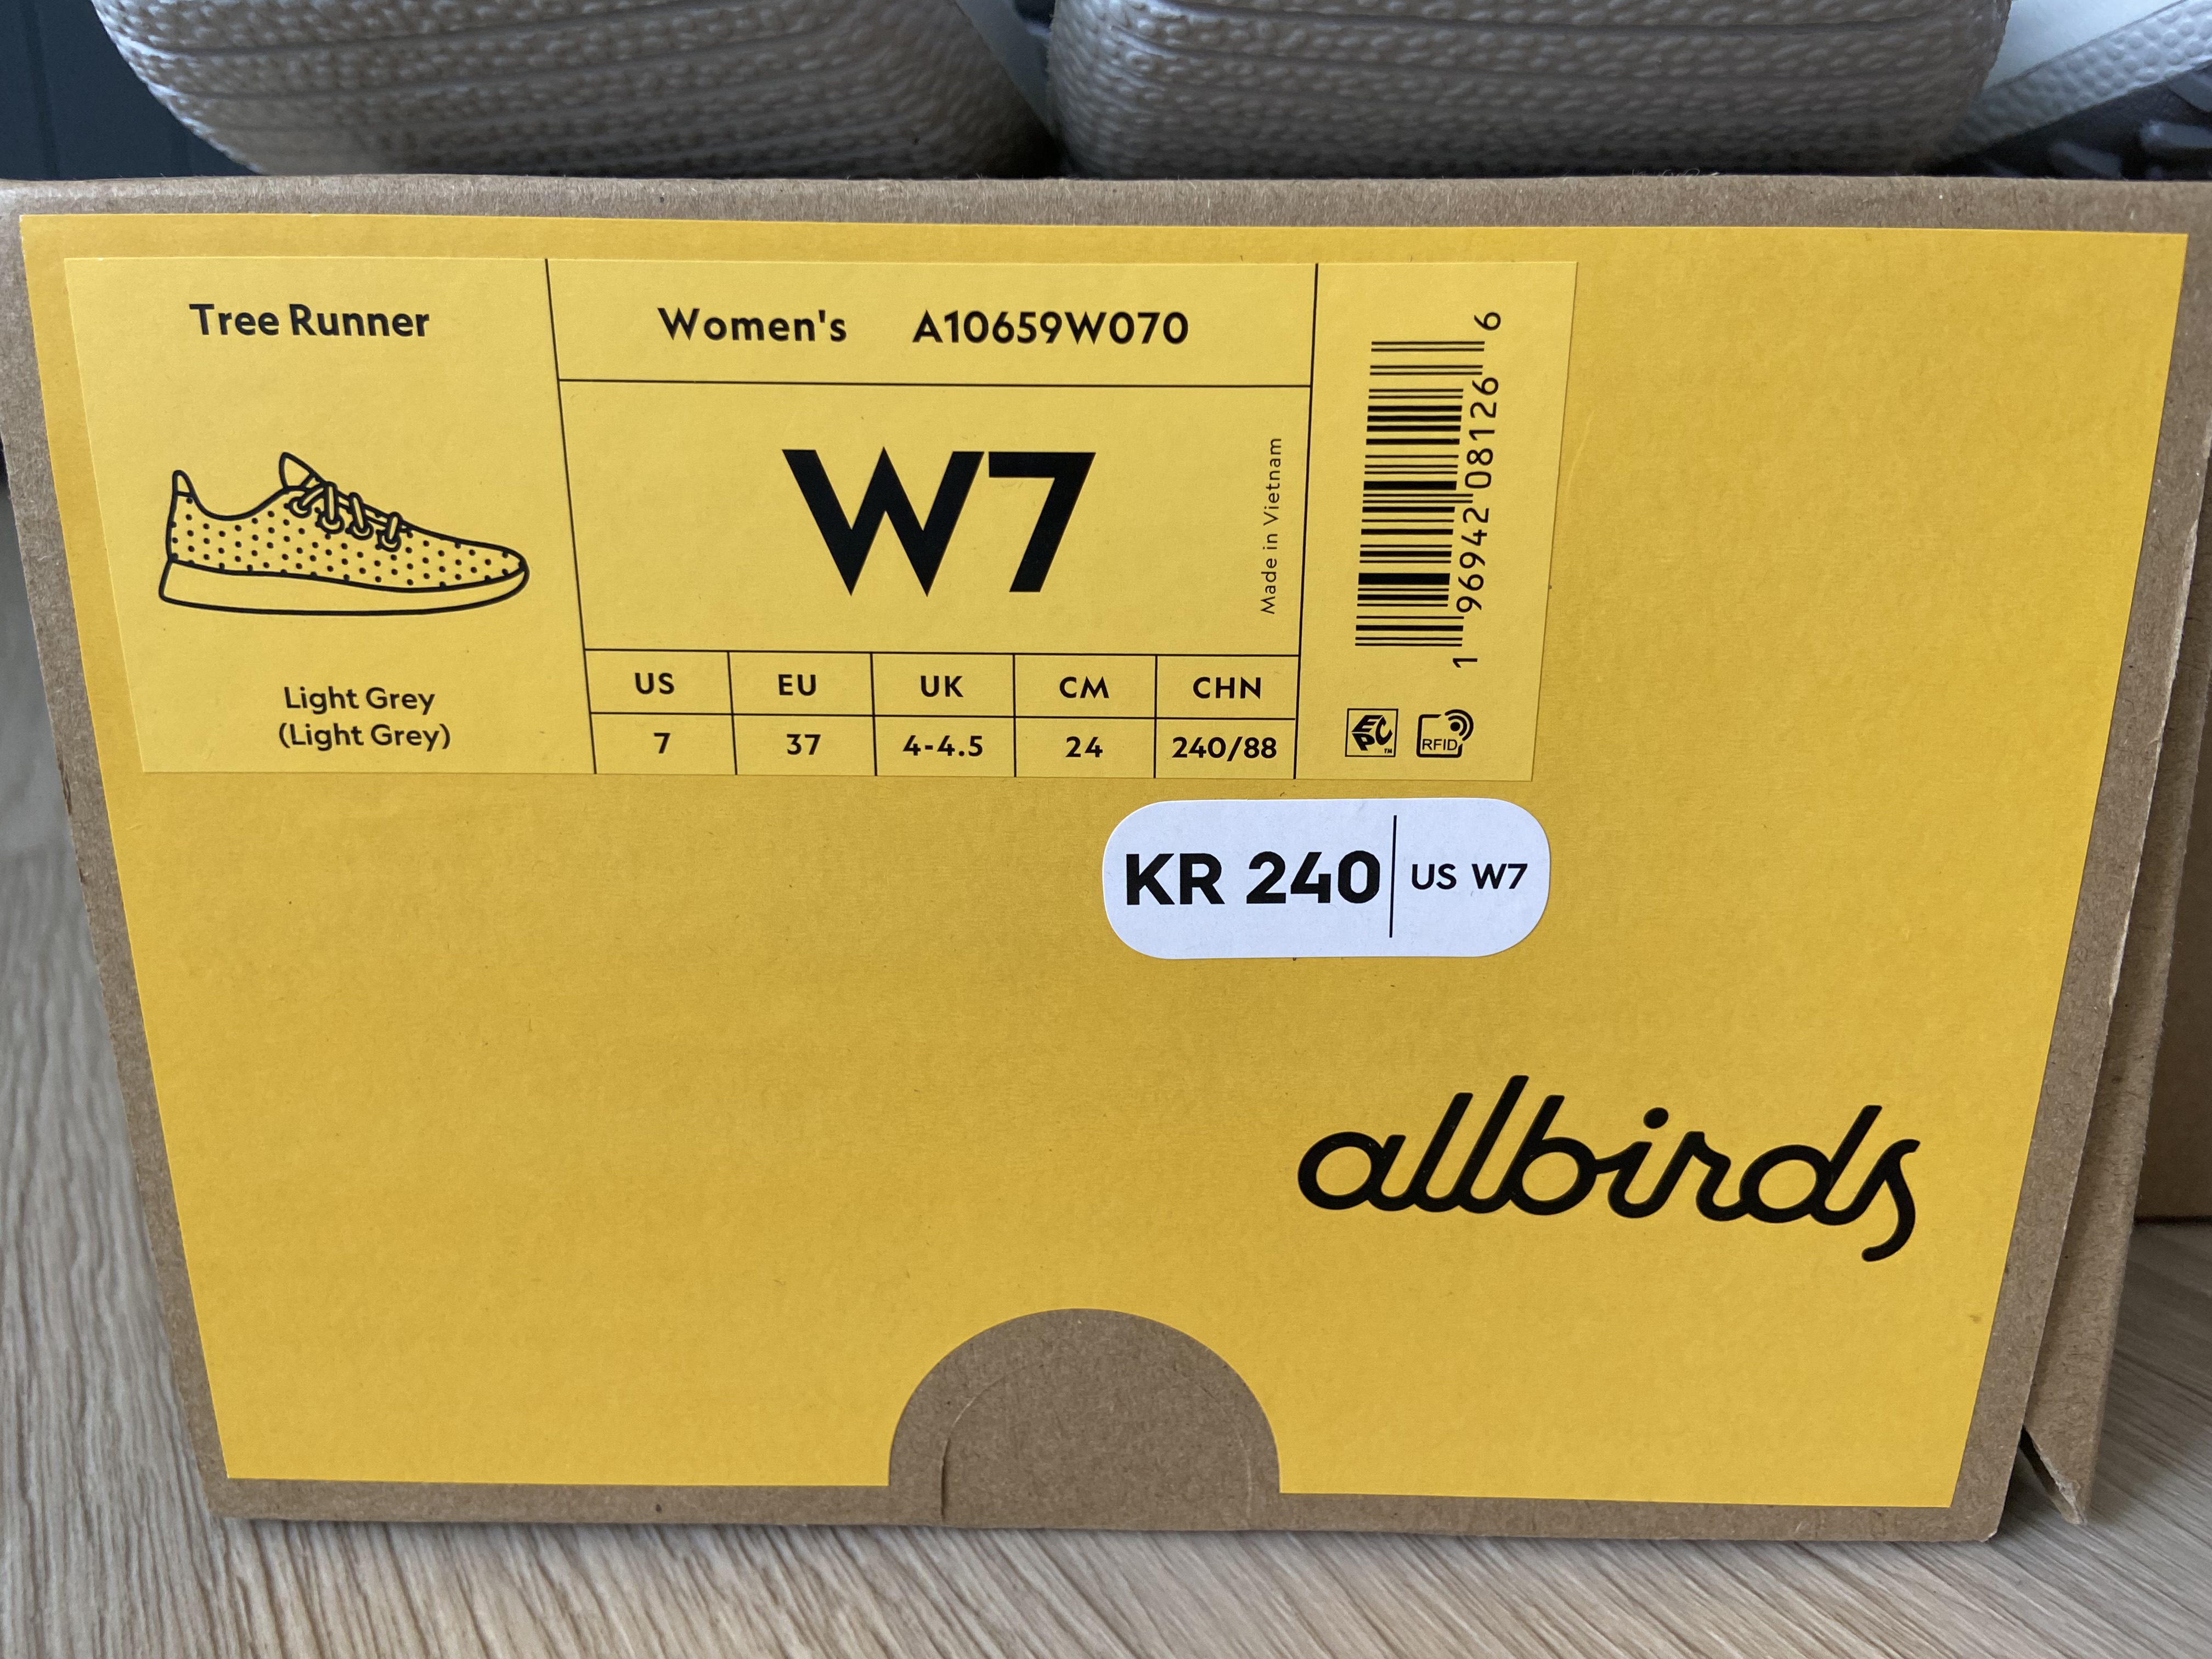 Tree Runner
Light Grey
(Light Grey)
Women's A10659W070
W7
Made in Vietnam
US EU UK CM CHN
7 37 4-4.5 24 240/88
1 96942 08126 6
EPC™
RFID
KR 240 | US W7
allbirds